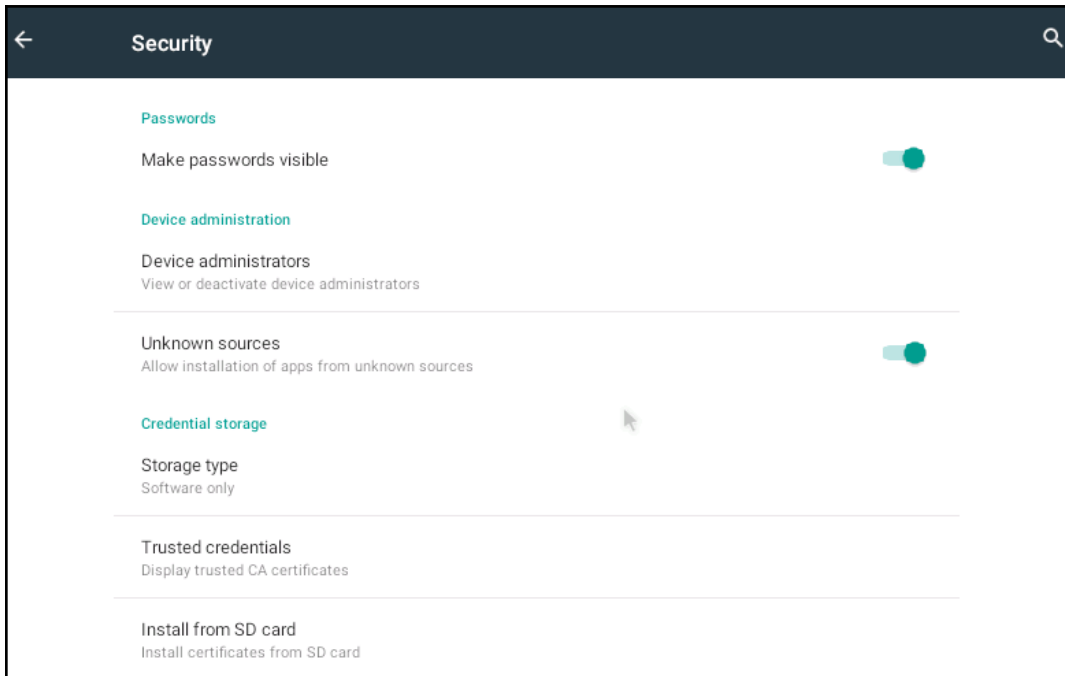 Security
Passwords
Make passwords visible
Device administration
Device administrators
View or deactivate device administrators
Unknown sources
Allow installation of apps from unknown sources
Credential storage
Storage type
Software only
Trusted credentials
Display trusted CA certificates
Install from SD card
Install certificates from SD card